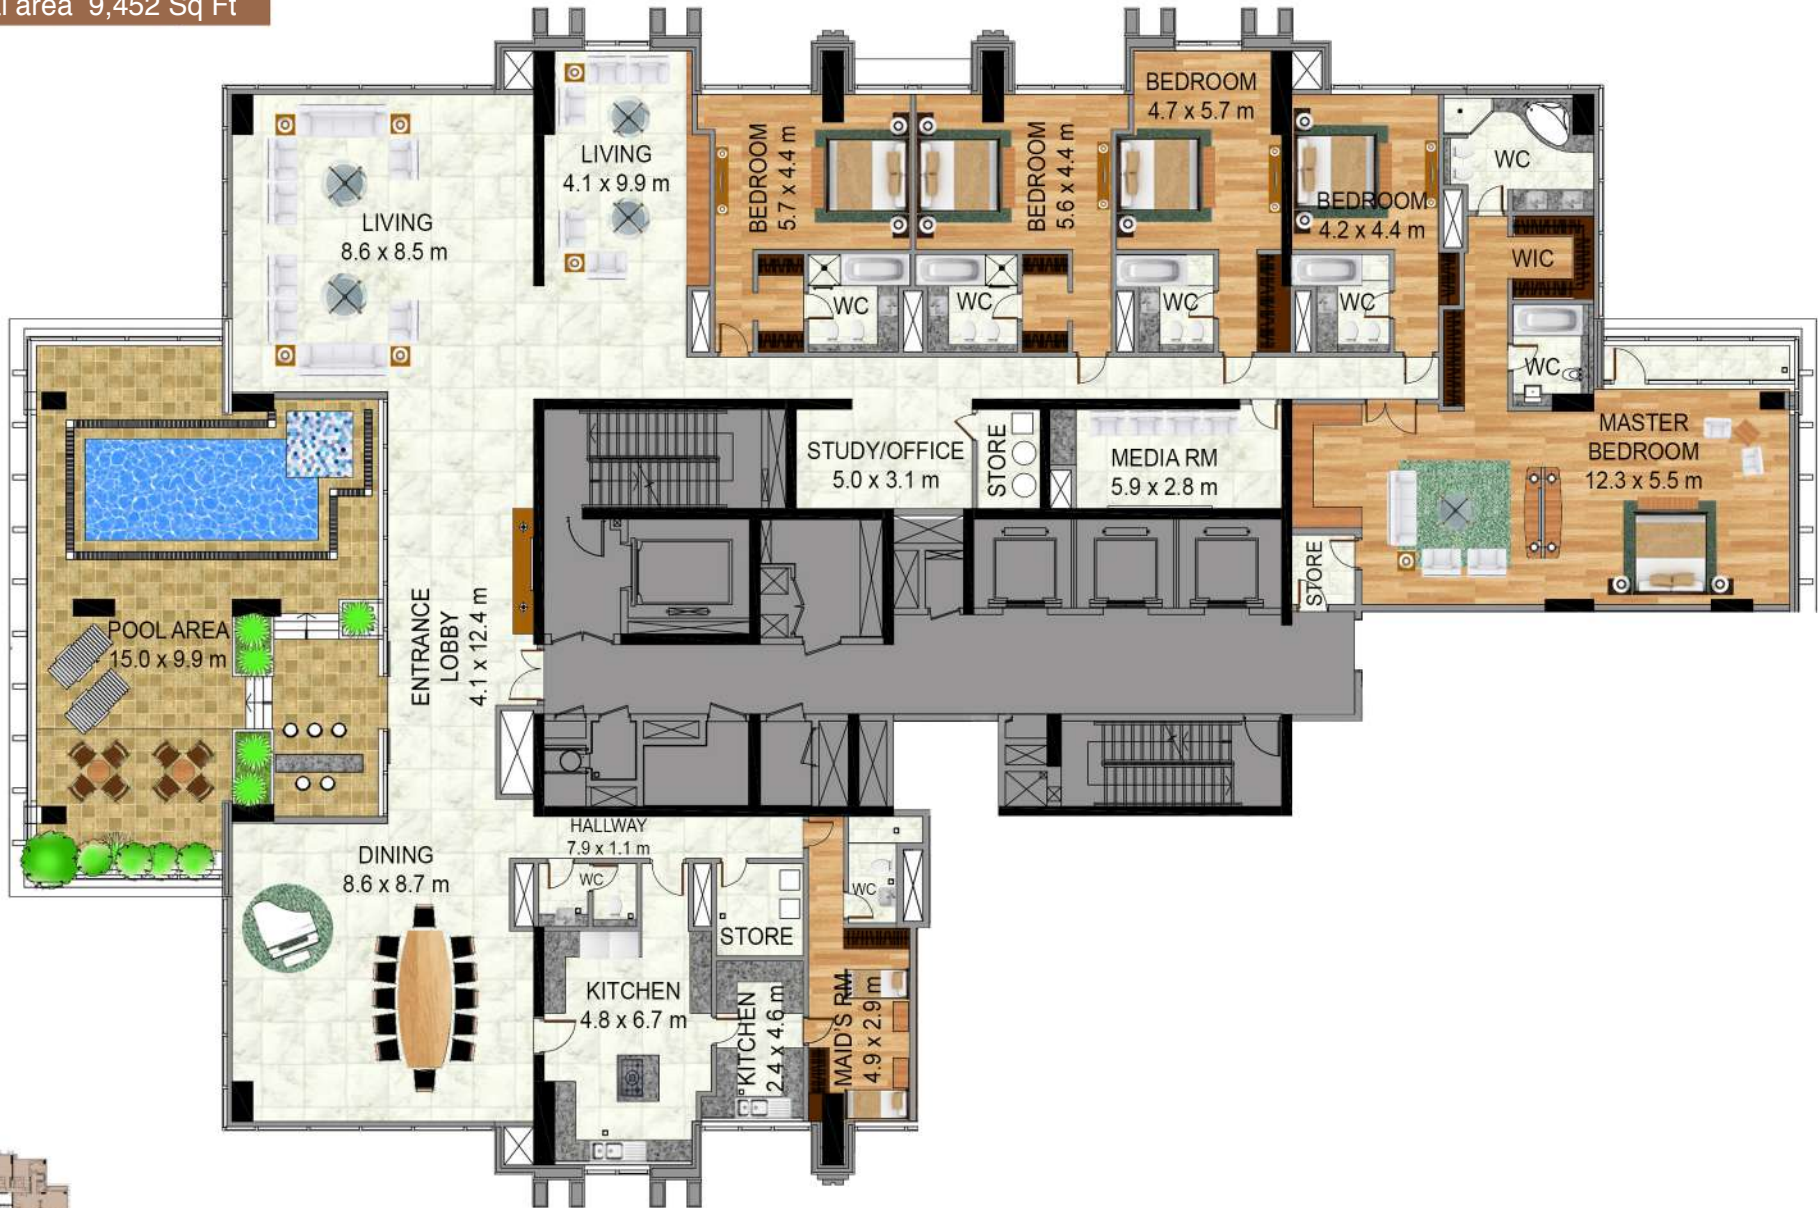 area 9,452 Sq Ft
LIVING
8.6 x 8.5 m
LIVING
4.1 x 9.9 m
BEDROOM
5.7 x 4.4 m
BEDROOM
5.6 x 4.4 m
BEDROOM
4.7 x 5.7 m
BEDROOM
4.2 x 4.4 m
WC
WIC
WC
WC
WC
WC
WC
STUDY/OFFICE
5.0 x 3.1 m
STORE
MEDIA RM
5.9 x 2.8 m
MASTER
BEDROOM
12.3 x 5.5 m
STORE
POOL AREA
15.0 x 9.9 m
ENTRANCE
LOBBY
4.1 x 12.4 m
HALLWAY
7.9 x 1.1 m
DINING
8.6 x 8.7 m
WC
WC
STORE
KITCHEN
4.8 x 6.7 m
KITCHEN
2.4 x 4.6 m
MAID'S RM
4.9 x 2.9 m